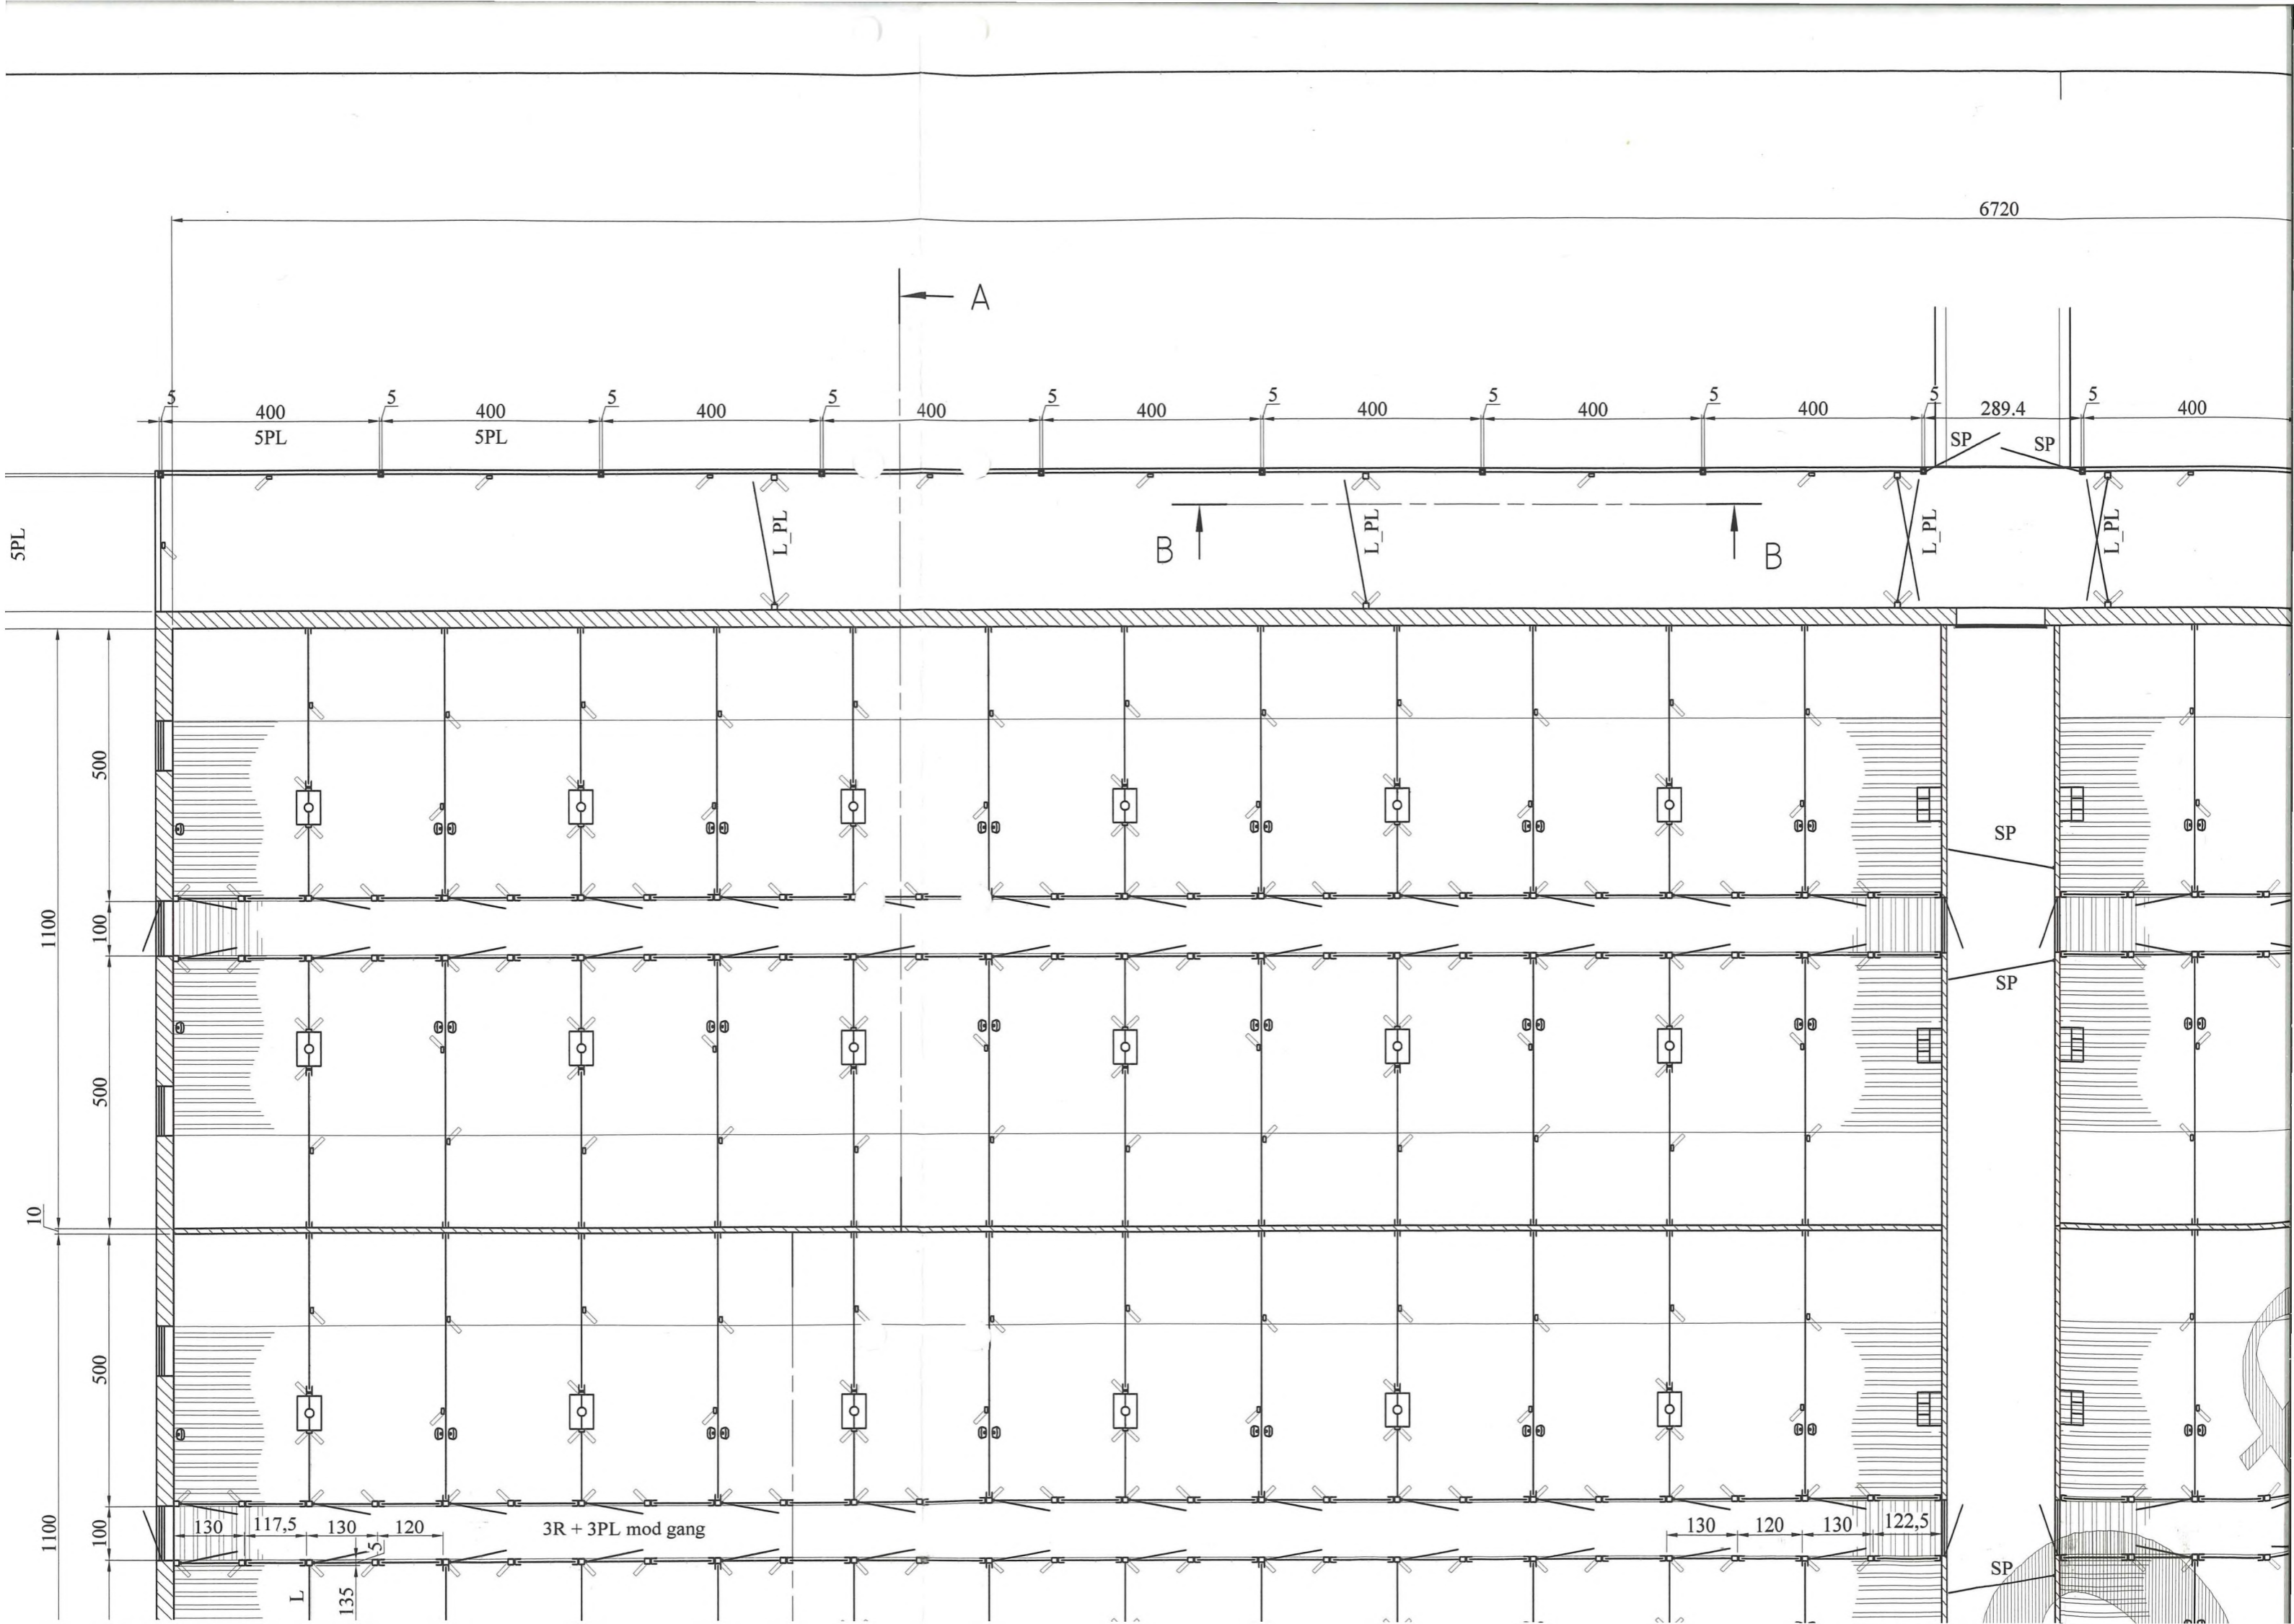 6720
A
5 400 5 400 5 400 5 400 5 400 5 400 5 400 5 400 5 289.4 5 400
5PL 5PL SP SP
5PL
L_PL L_PL L_PL L_PL
B B
500
SP
1100
100
SP
500
10
500
1100
100
130 117,5 130 120 3R + 3PL mod gang 130 120 130 122,5
5
SP
L
135